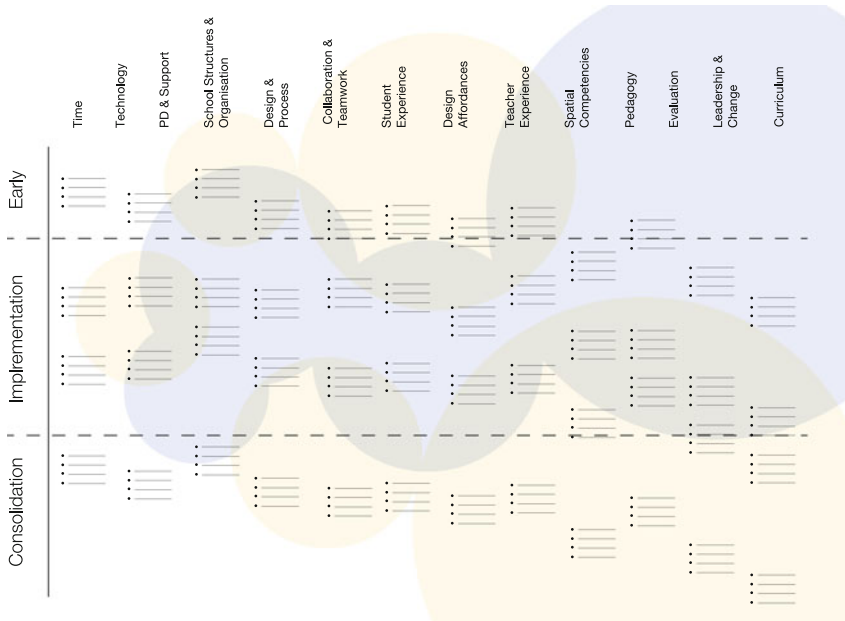 Time
Technology
PD & Support
School Structures &
Organisation
Design &
Process
Collaboration &
Teamwork
Student
Experience
Design
Affordances
Teacher
Experience
Spatial
Competencies
Pedagogy
Evaluation
Leadership &
Change
Curriculum
Early
Implrementation
Consolidation